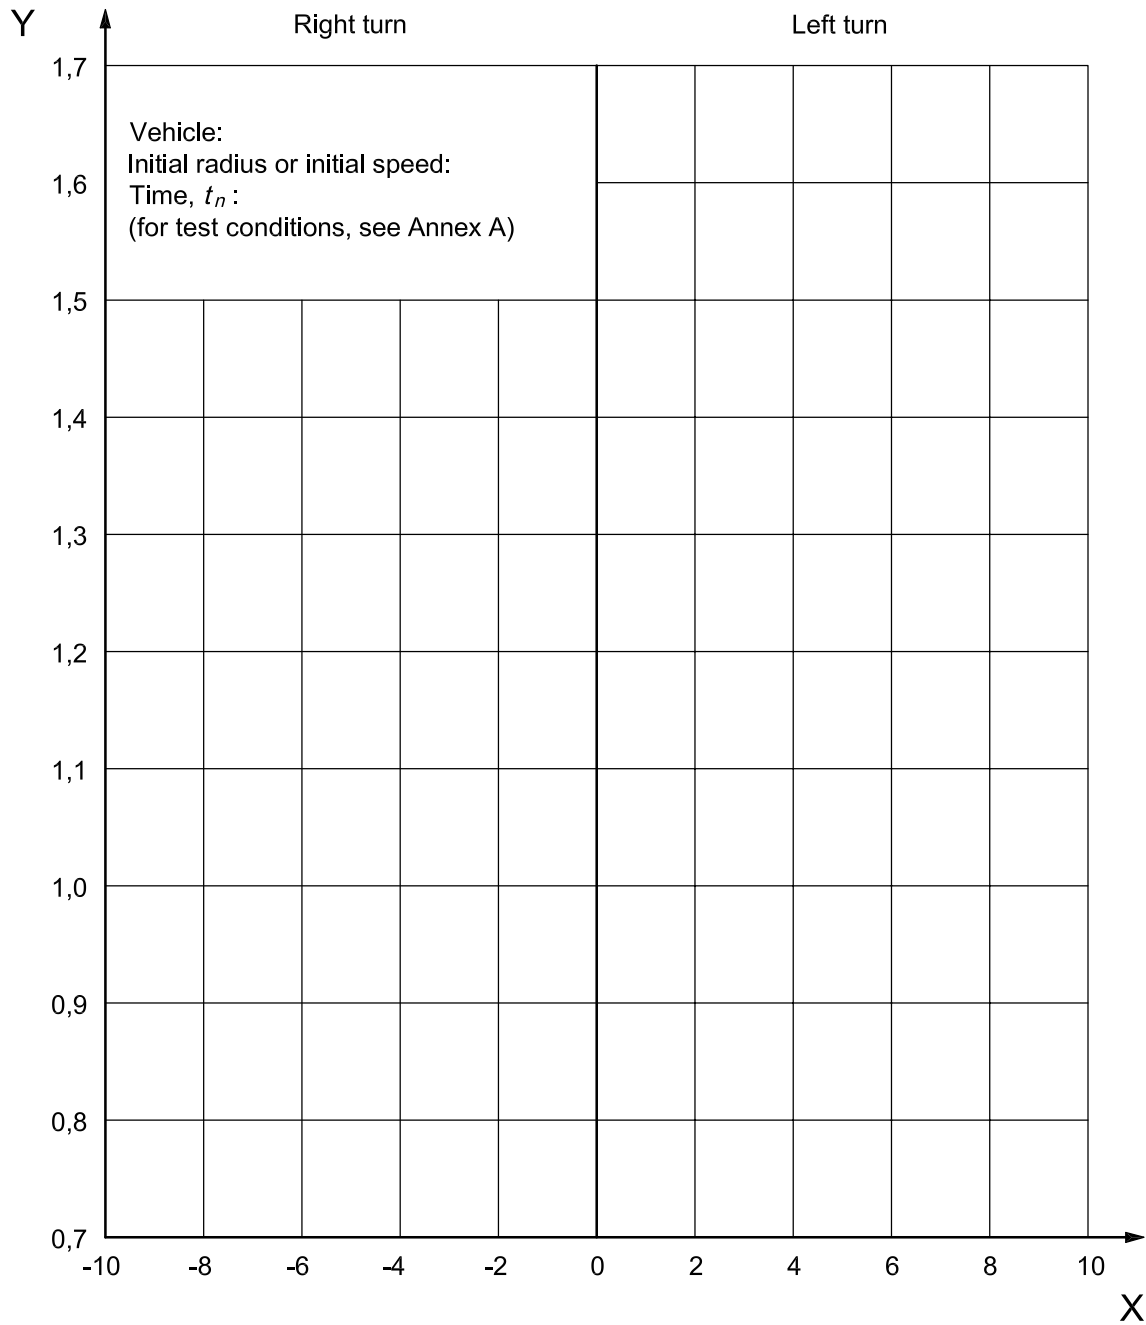 Y
Right turn
Left turn
1,7
Vehicle:
Initial radius or initial speed:
1,6
Time, tn :
(for test conditions, see Annex A)
1,5
1,4
1,3
1,2
1,1
1,0
0,9
0,8
0,7
-10 -8 -6 -4 -2 0 2 4 6 8 10
X